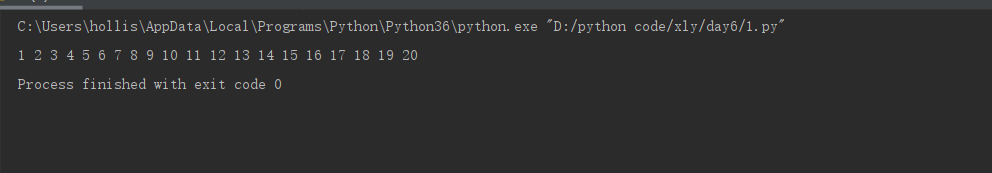 C:\Users\hollis\AppData\Local\Programs\Python\Python36\python.exe "D:/python code/xly/day6/1.py"
1 2 3 4 5 6 7 8 9 10 11 12 13 14 15 16 17 18 19 20
Process finished with exit code 0